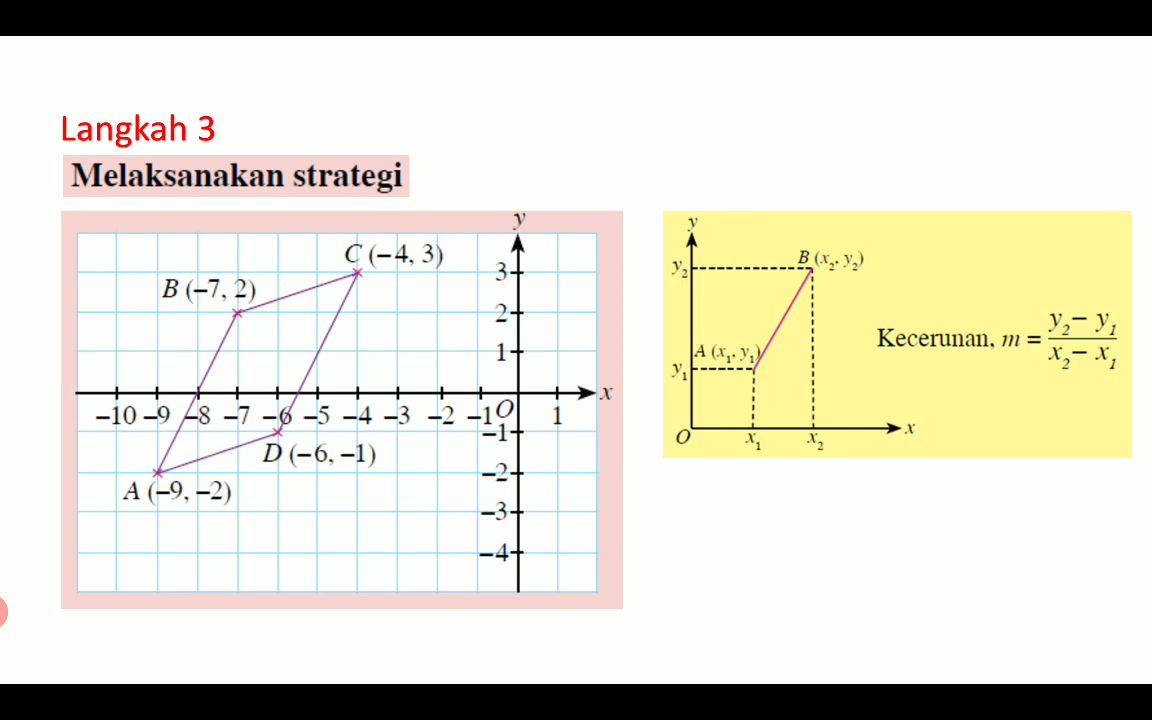 Langkah 3
Melaksanakan strategi
y
C (−4, 3)
3
B (−7, 2)
2
1
x
−10 −9 −8 −7 −6 −5 −4 −3 −2 −1 O 1
−1
D (−6, −1)
−2
A (−9, −2)
−3
−4
y
y₂
B (x₂, y₂)
Kecerunan, m = y₂ − y₁ / x₂ − x₁
A (x₁, y₁)
y₁
O
x₁
x₂
x